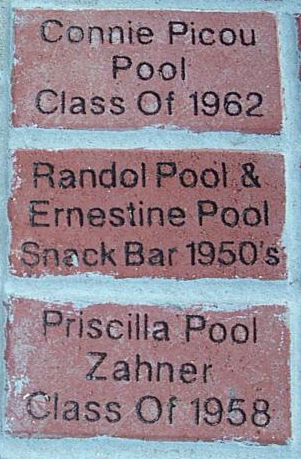 Connie Picou
Pool
Class Of 1962
Randol Pool &
Ernestine Pool
Snack Bar 1950's
Priscilla Pool
Zahner
Class Of 1958